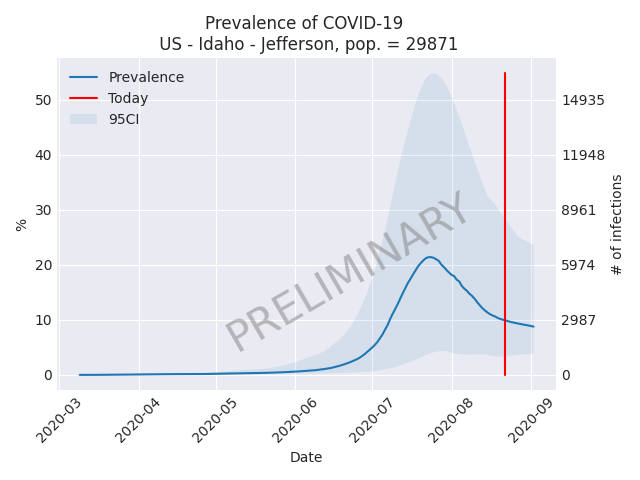 Prevalence of COVID-19
US - Idaho - Jefferson, pop. = 29871
Prevalence
Today
95CI
50
40
30
20
10
0
%
14935
11948
8961
5974
2987
0
# of infections
PRELIMINARY
2020-03
2020-04
2020-05
2020-06
2020-07
2020-08
2020-09
Date